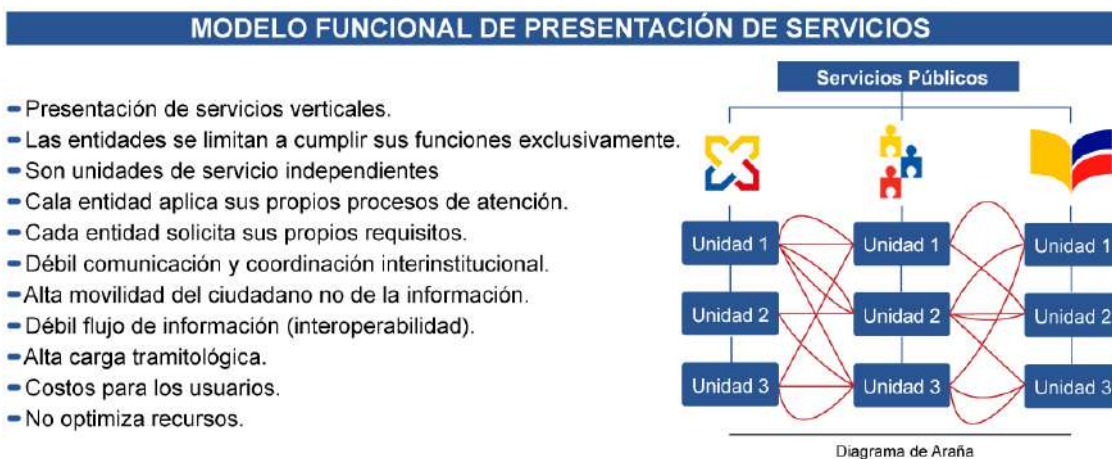 MODELO FUNCIONAL DE PRESENTACIÓN DE SERVICIOS
- Presentación de servicios verticales.
- Las entidades se limitan a cumplir sus funciones exclusivamente.
- Son unidades de servicio independientes
- Cala entidad aplica sus propios procesos de atención.
- Cada entidad solicita sus propios requisitos.
- Débil comunicación y coordinación interinstitucional.
- Alta movilidad del ciudadano no de la información.
- Débil flujo de información (interoperabilidad).
- Alta carga tramitológica.
- Costos para los usuarios.
- No optimiza recursos.
Servicios Públicos
Unidad 1 Unidad 1 Unidad 1
Unidad 2 Unidad 2 Unidad 2
Unidad 3 Unidad 3 Unidad 3
Diagrama de Araña